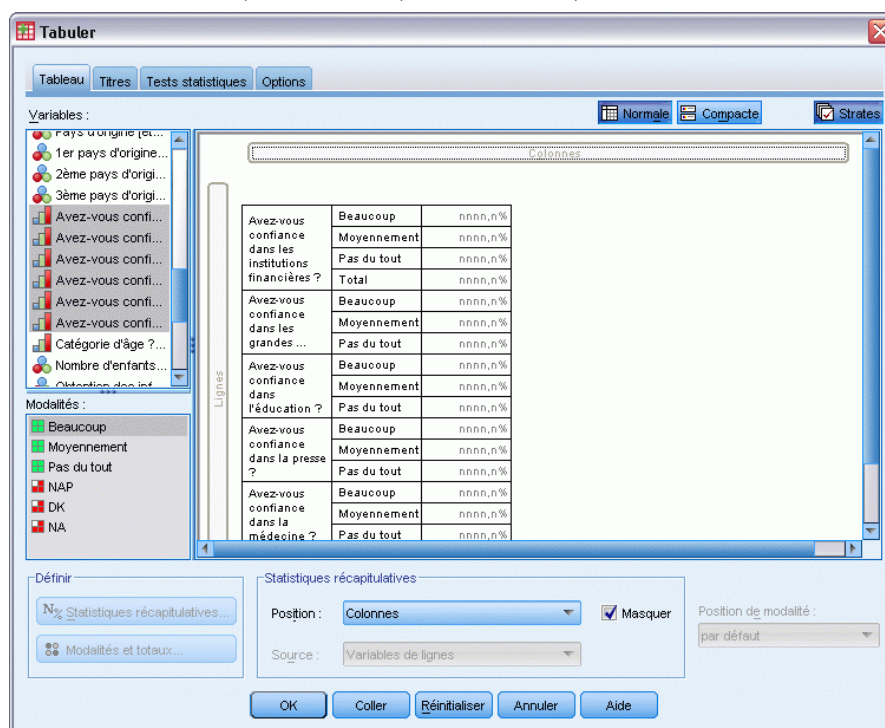 Tabuler
Tableau Titres Tests statistiques Options
Variables :
Normale Compacte Strates
Pays d'origine [et...
1er pays d'origine...
2ème pays d'origi...
3ème pays d'origi...
Avez-vous confi...
Avez-vous confi...
Avez-vous confi...
Avez-vous confi...
Avez-vous confi...
Avez-vous confi...
Catégorie d'âge ?...
Nombre d'enfants...
Obtention des inf...
Modalités :
Beaucoup
Moyennement
Pas du tout
NAP
DK
NA
Colonnes
Lignes
Avez-vous confiance dans les institutions financières ?
Beaucoup nnnn,n%
Moyennement nnnn,n%
Pas du tout nnnn,n%
Total nnnn,n%
Avez-vous confiance dans les grandes ...
Beaucoup nnnn,n%
Moyennement nnnn,n%
Pas du tout nnnn,n%
Avez-vous confiance dans l'éducation ?
Beaucoup nnnn,n%
Moyennement nnnn,n%
Pas du tout nnnn,n%
Avez-vous confiance dans la presse ?
Beaucoup nnnn,n%
Moyennement nnnn,n%
Pas du tout nnnn,n%
Avez-vous confiance dans la médecine ?
Beaucoup nnnn,n%
Moyennement nnnn,n%
Pas du tout nnnn,n%
Définir
N% Statistiques récapitulatives...
Modalités et totaux...
Statistiques récapitulatives
Position : Colonnes Masquer
Source : Variables de lignes
Position de modalité :
par défaut
OK Coller Réinitialiser Annuler Aide